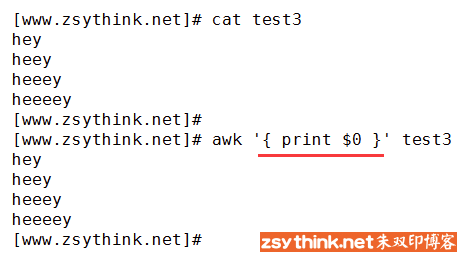 [www.zsythink.net]# cat test3
hey
heey
heeey
heeeey
[www.zsythink.net]#
[www.zsythink.net]# awk '{ print $0 }' test3
hey
heey
heeey
heeeey
[www.zsythink.net]#
zsythink.net朱双印博客